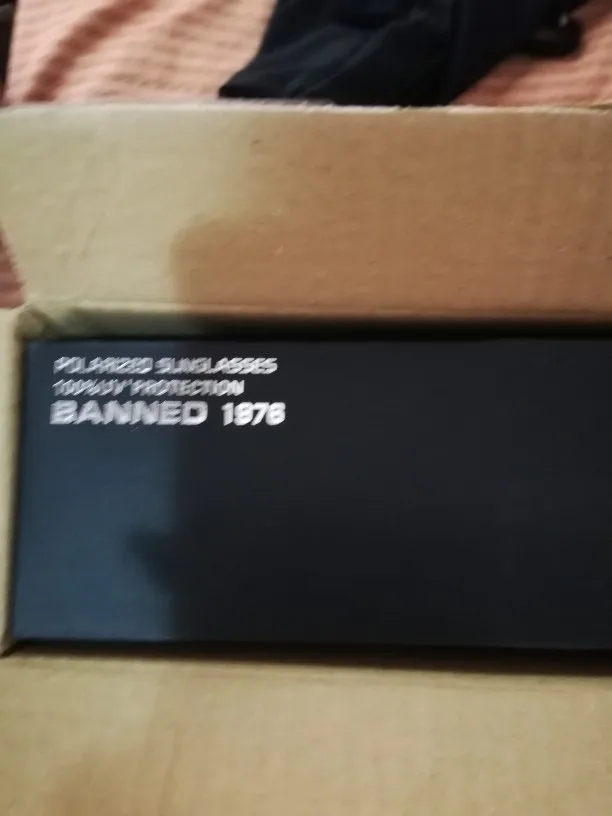 POLARIZED SUNGLASSES
100%UV PROTECTION
BANNED 1976